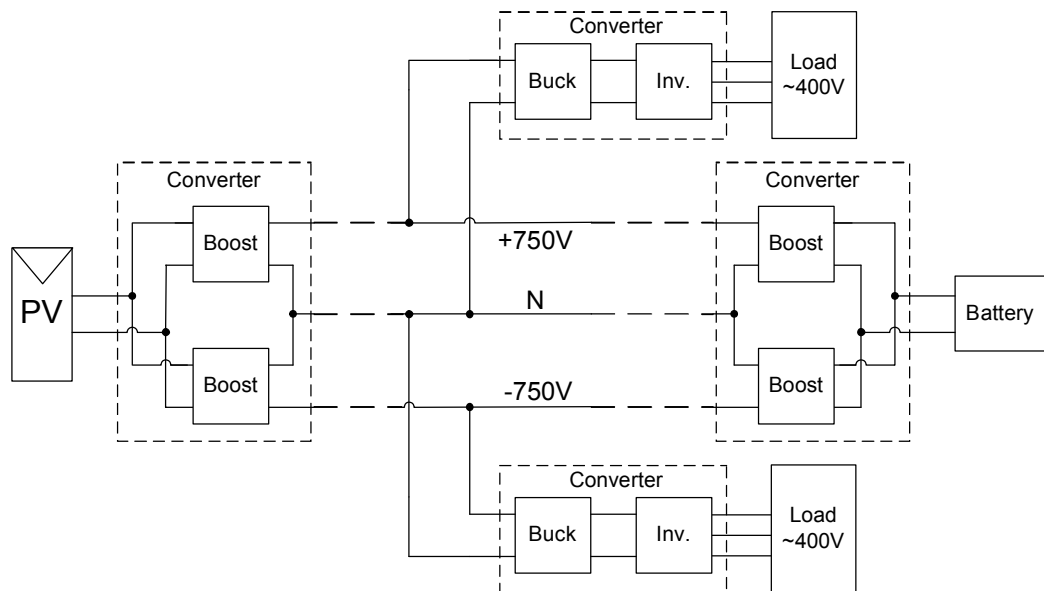 Converter
Buck
Inv.
Load
~400V
Converter
Boost
Boost
PV
+750V
N
-750V
Converter
Boost
Boost
Battery
Converter
Buck
Inv.
Load
~400V